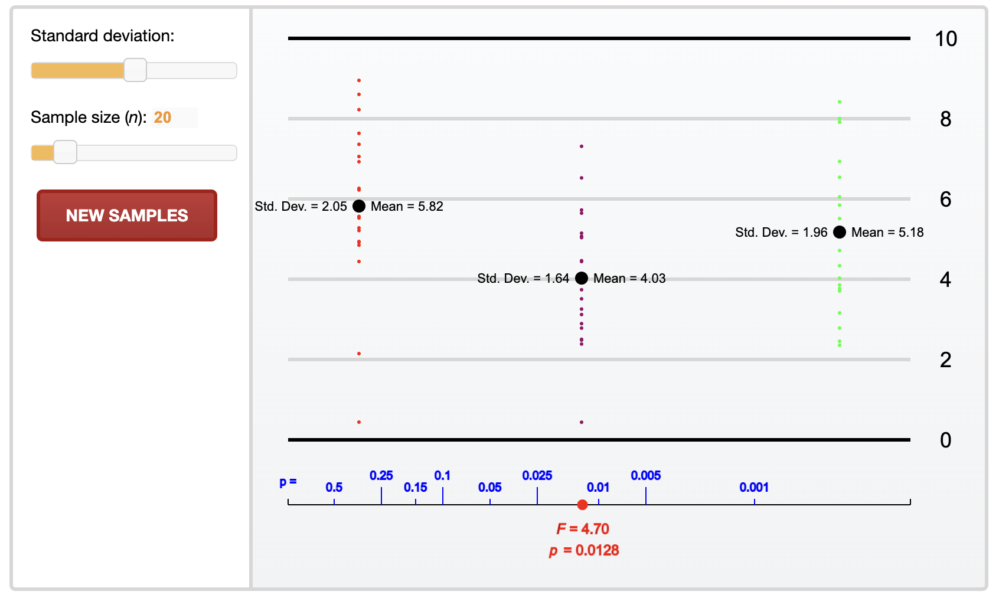 Standard deviation:
Sample size (n): 20
NEW SAMPLES
10
8
6
Std. Dev. = 2.05 Mean = 5.82
Std. Dev. = 1.96 Mean = 5.18
Std. Dev. = 1.64 Mean = 4.03
4
2
0
p =
0.5
0.25
0.15
0.1
0.05
0.025
0.01
0.005
0.001
F = 4.70
p = 0.0128